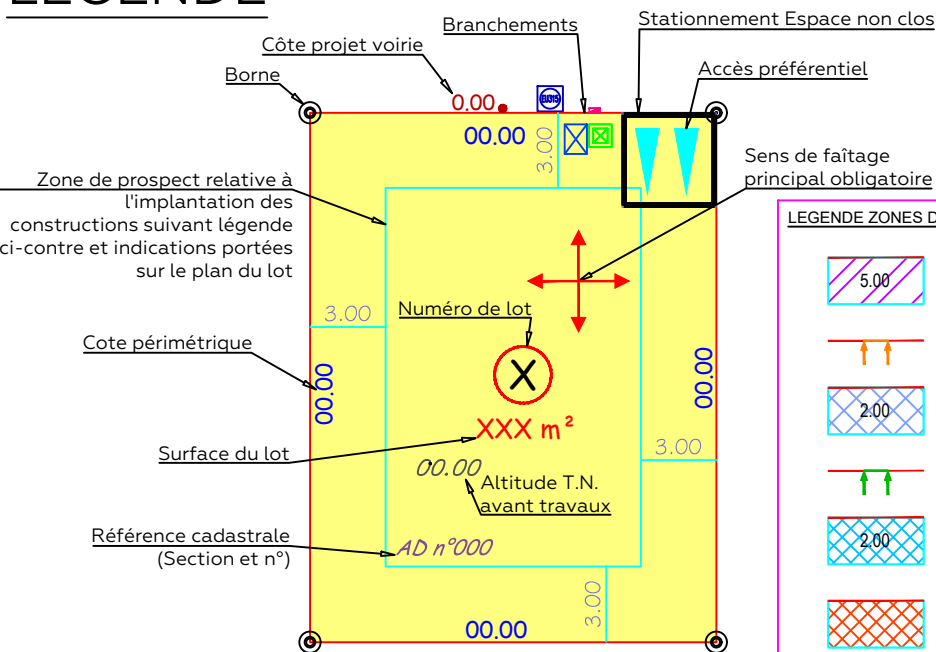 LEGENDE
Branchements
Stationnement Espace non clos
Côte projet voirie
Accès préférentiel
Borne
0.00
EU315
00.00
3.00
Sens de faîtage
principal obligatoire
Zone de prospect relative à
l'implantation des
constructions suivant légende
ci-contre et indications portées
sur le plan du lot
LEGENDE ZONES D
5.00
3.00
Numéro de lot
Cote périmétrique
00.00
X
00.00
2.00
XXX m²
3.00
Surface du lot
00.00
Altitude T.N.
avant travaux
2.00
Référence cadastrale
(Section et n°)
AD n°000
3.00
00.00